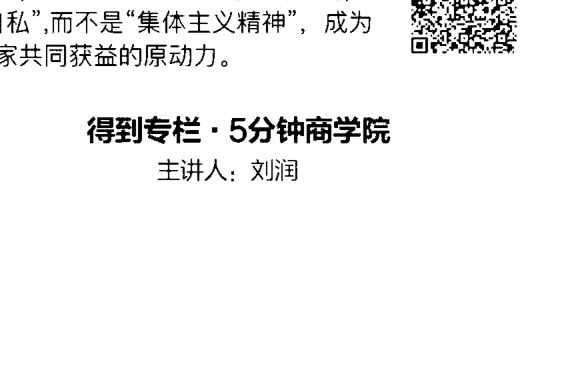 私”,而不是“集体主义精神”，成为
家共同获益的原动力。
得到专栏·5分钟商学院
主讲人：刘润